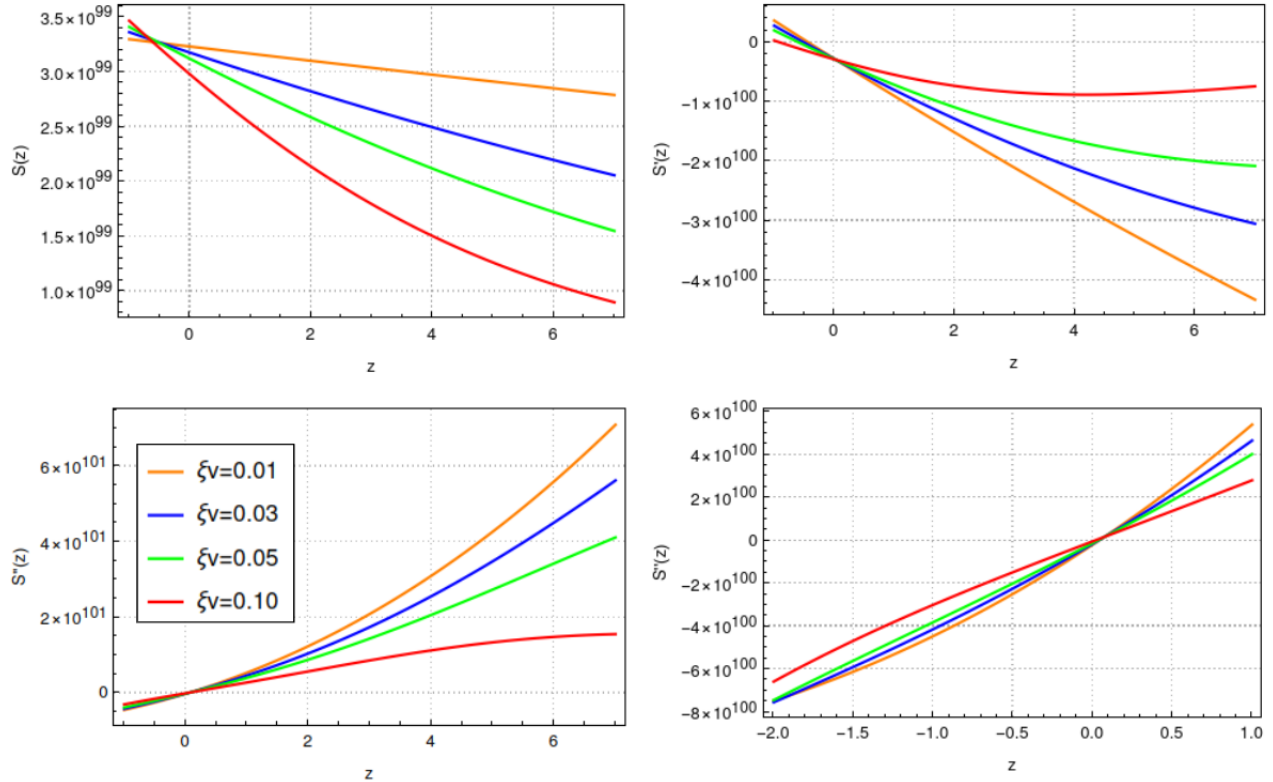 3.5×10^99
3.0×10^99
2.5×10^99
2.0×10^99
1.5×10^99
1.0×10^99
S(z)
0 2 4 6
z
0
-1×10^100
-2×10^100
-3×10^100
-4×10^100
S'(z)
0 2 4 6
z
6×10^101
4×10^101
2×10^101
0
S"(z)
ξv=0.01
ξv=0.03
ξv=0.05
ξv=0.10
0 2 4 6
z
6×10^100
4×10^100
2×10^100
0
-2×10^100
-4×10^100
-6×10^100
-8×10^100
S"(z)
-2.0 -1.5 -1.0 -0.5 0.0 0.5 1.0
z